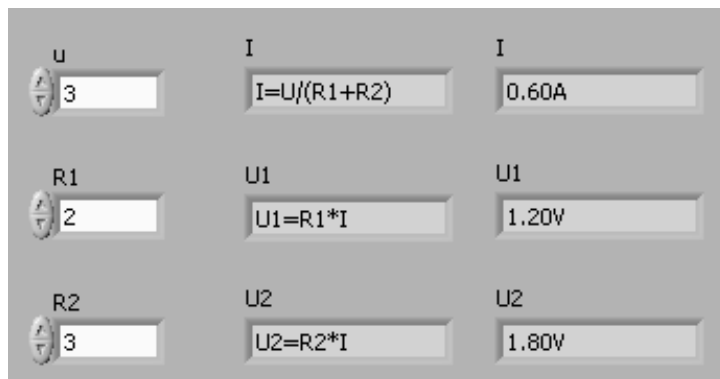 u I I
3 I=U/(R1+R2) 0.60A
R1 U1 U1
2 U1=R1*I 1.20V
R2 U2 U2
3 U2=R2*I 1.80V